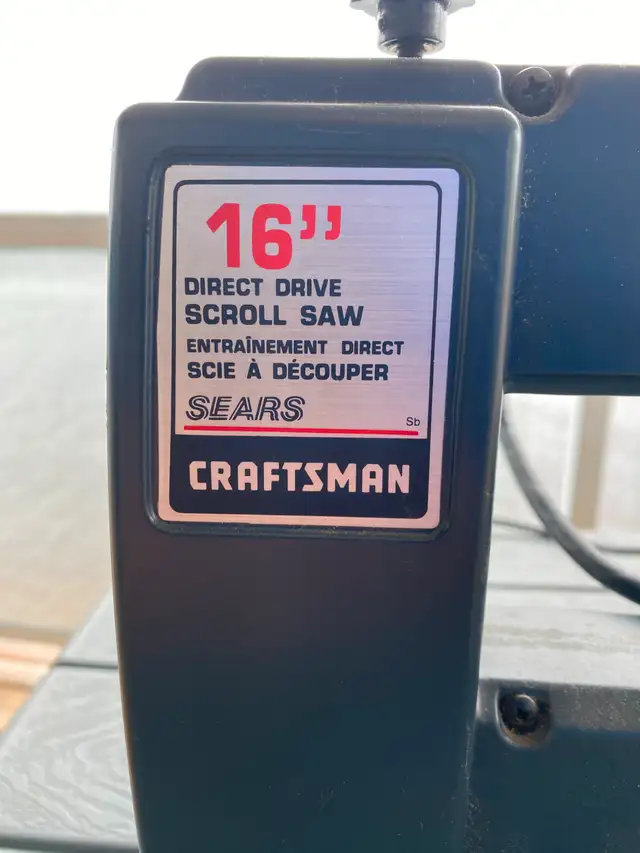 16”
DIRECT DRIVE
SCROLL SAW
ENTRAÎNEMENT DIRECT
SCIE À DÉCOUPER
SEARS
Sb
CRAFTSMAN